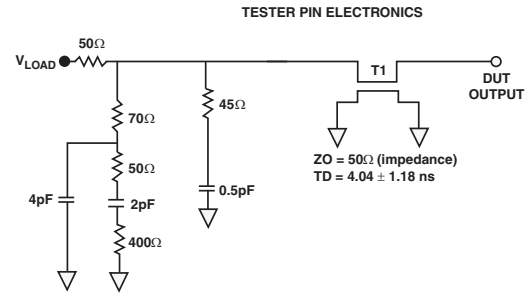 TESTER PIN ELECTRONICS
50Ω
VLOAD
T1
DUT
OUTPUT
70Ω
45Ω
50Ω
ZO = 50Ω (impedance)
TD = 4.04 ± 1.18 ns
4pF
2pF
0.5pF
400Ω